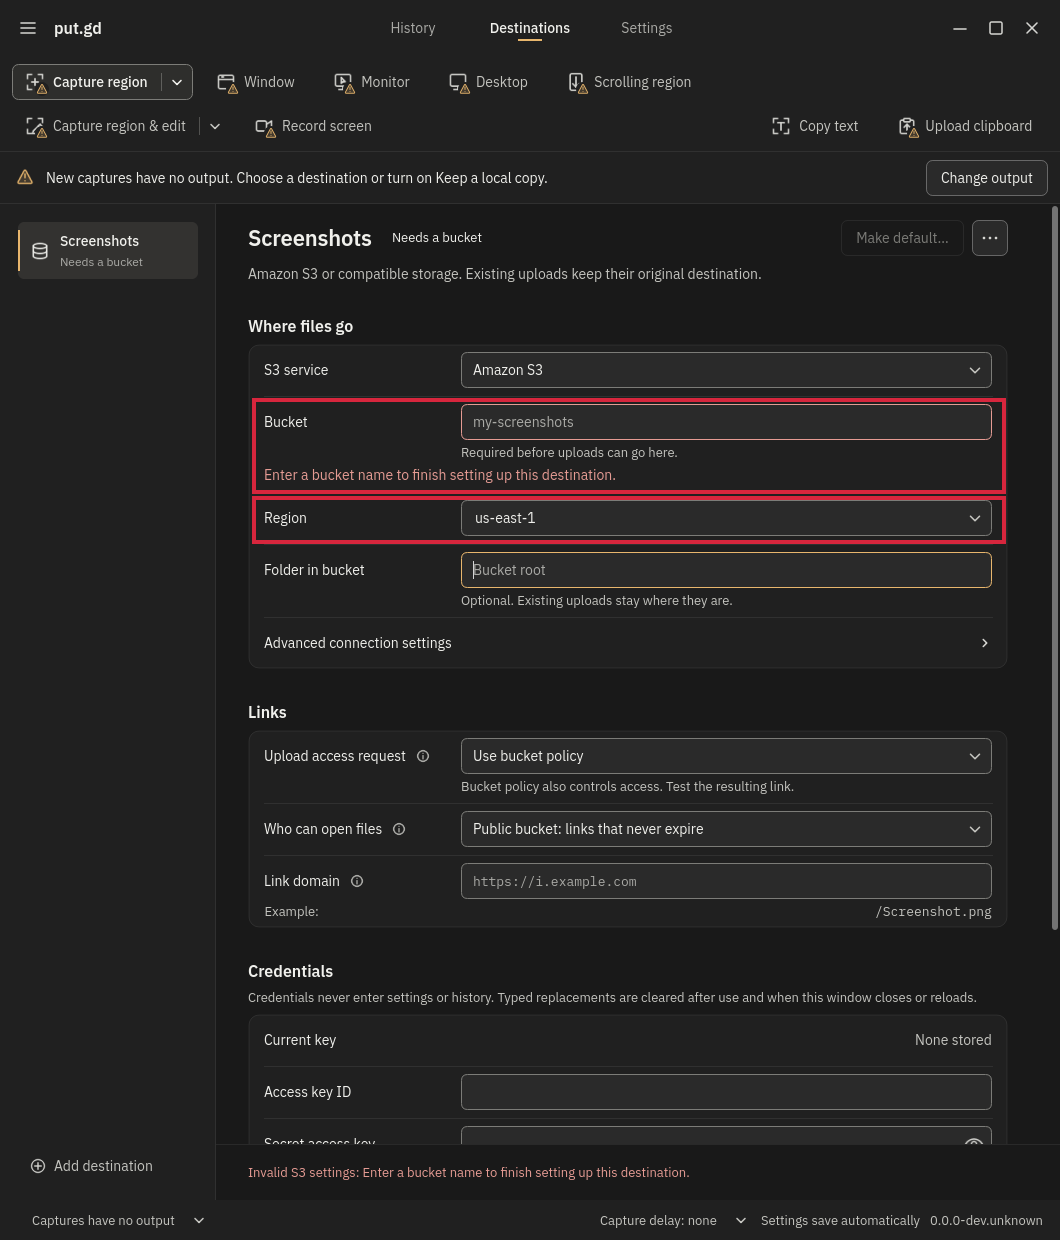 put.gd
History
Destinations
Settings
Capture region
Window
Monitor
Desktop
Scrolling region
Capture region & edit
Record screen
Copy text
Upload clipboard
New captures have no output. Choose a destination or turn on Keep a local copy.
Change output
Screenshots
Needs a bucket
Screenshots
Needs a bucket
Make default...
Amazon S3 or compatible storage. Existing uploads keep their original destination.
Where files go
S3 service
Amazon S3
Bucket
my-screenshots
Required before uploads can go here.
Enter a bucket name to finish setting up this destination.
Region
us-east-1
Folder in bucket
Bucket root
Optional. Existing uploads stay where they are.
Advanced connection settings
Links
Upload access request
Use bucket policy
Bucket policy also controls access. Test the resulting link.
Who can open files
Public bucket: links that never expire
Link domain
https://i.example.com
Example:
/Screenshot.png
Credentials
Credentials never enter settings or history. Typed replacements are cleared after use and when this window closes or reloads.
Current key
None stored
Access key ID
Secret access key
Add destination
Invalid S3 settings: Enter a bucket name to finish setting up this destination.
Captures have no output
Capture delay: none
Settings save automatically
0.0.0-dev.unknown